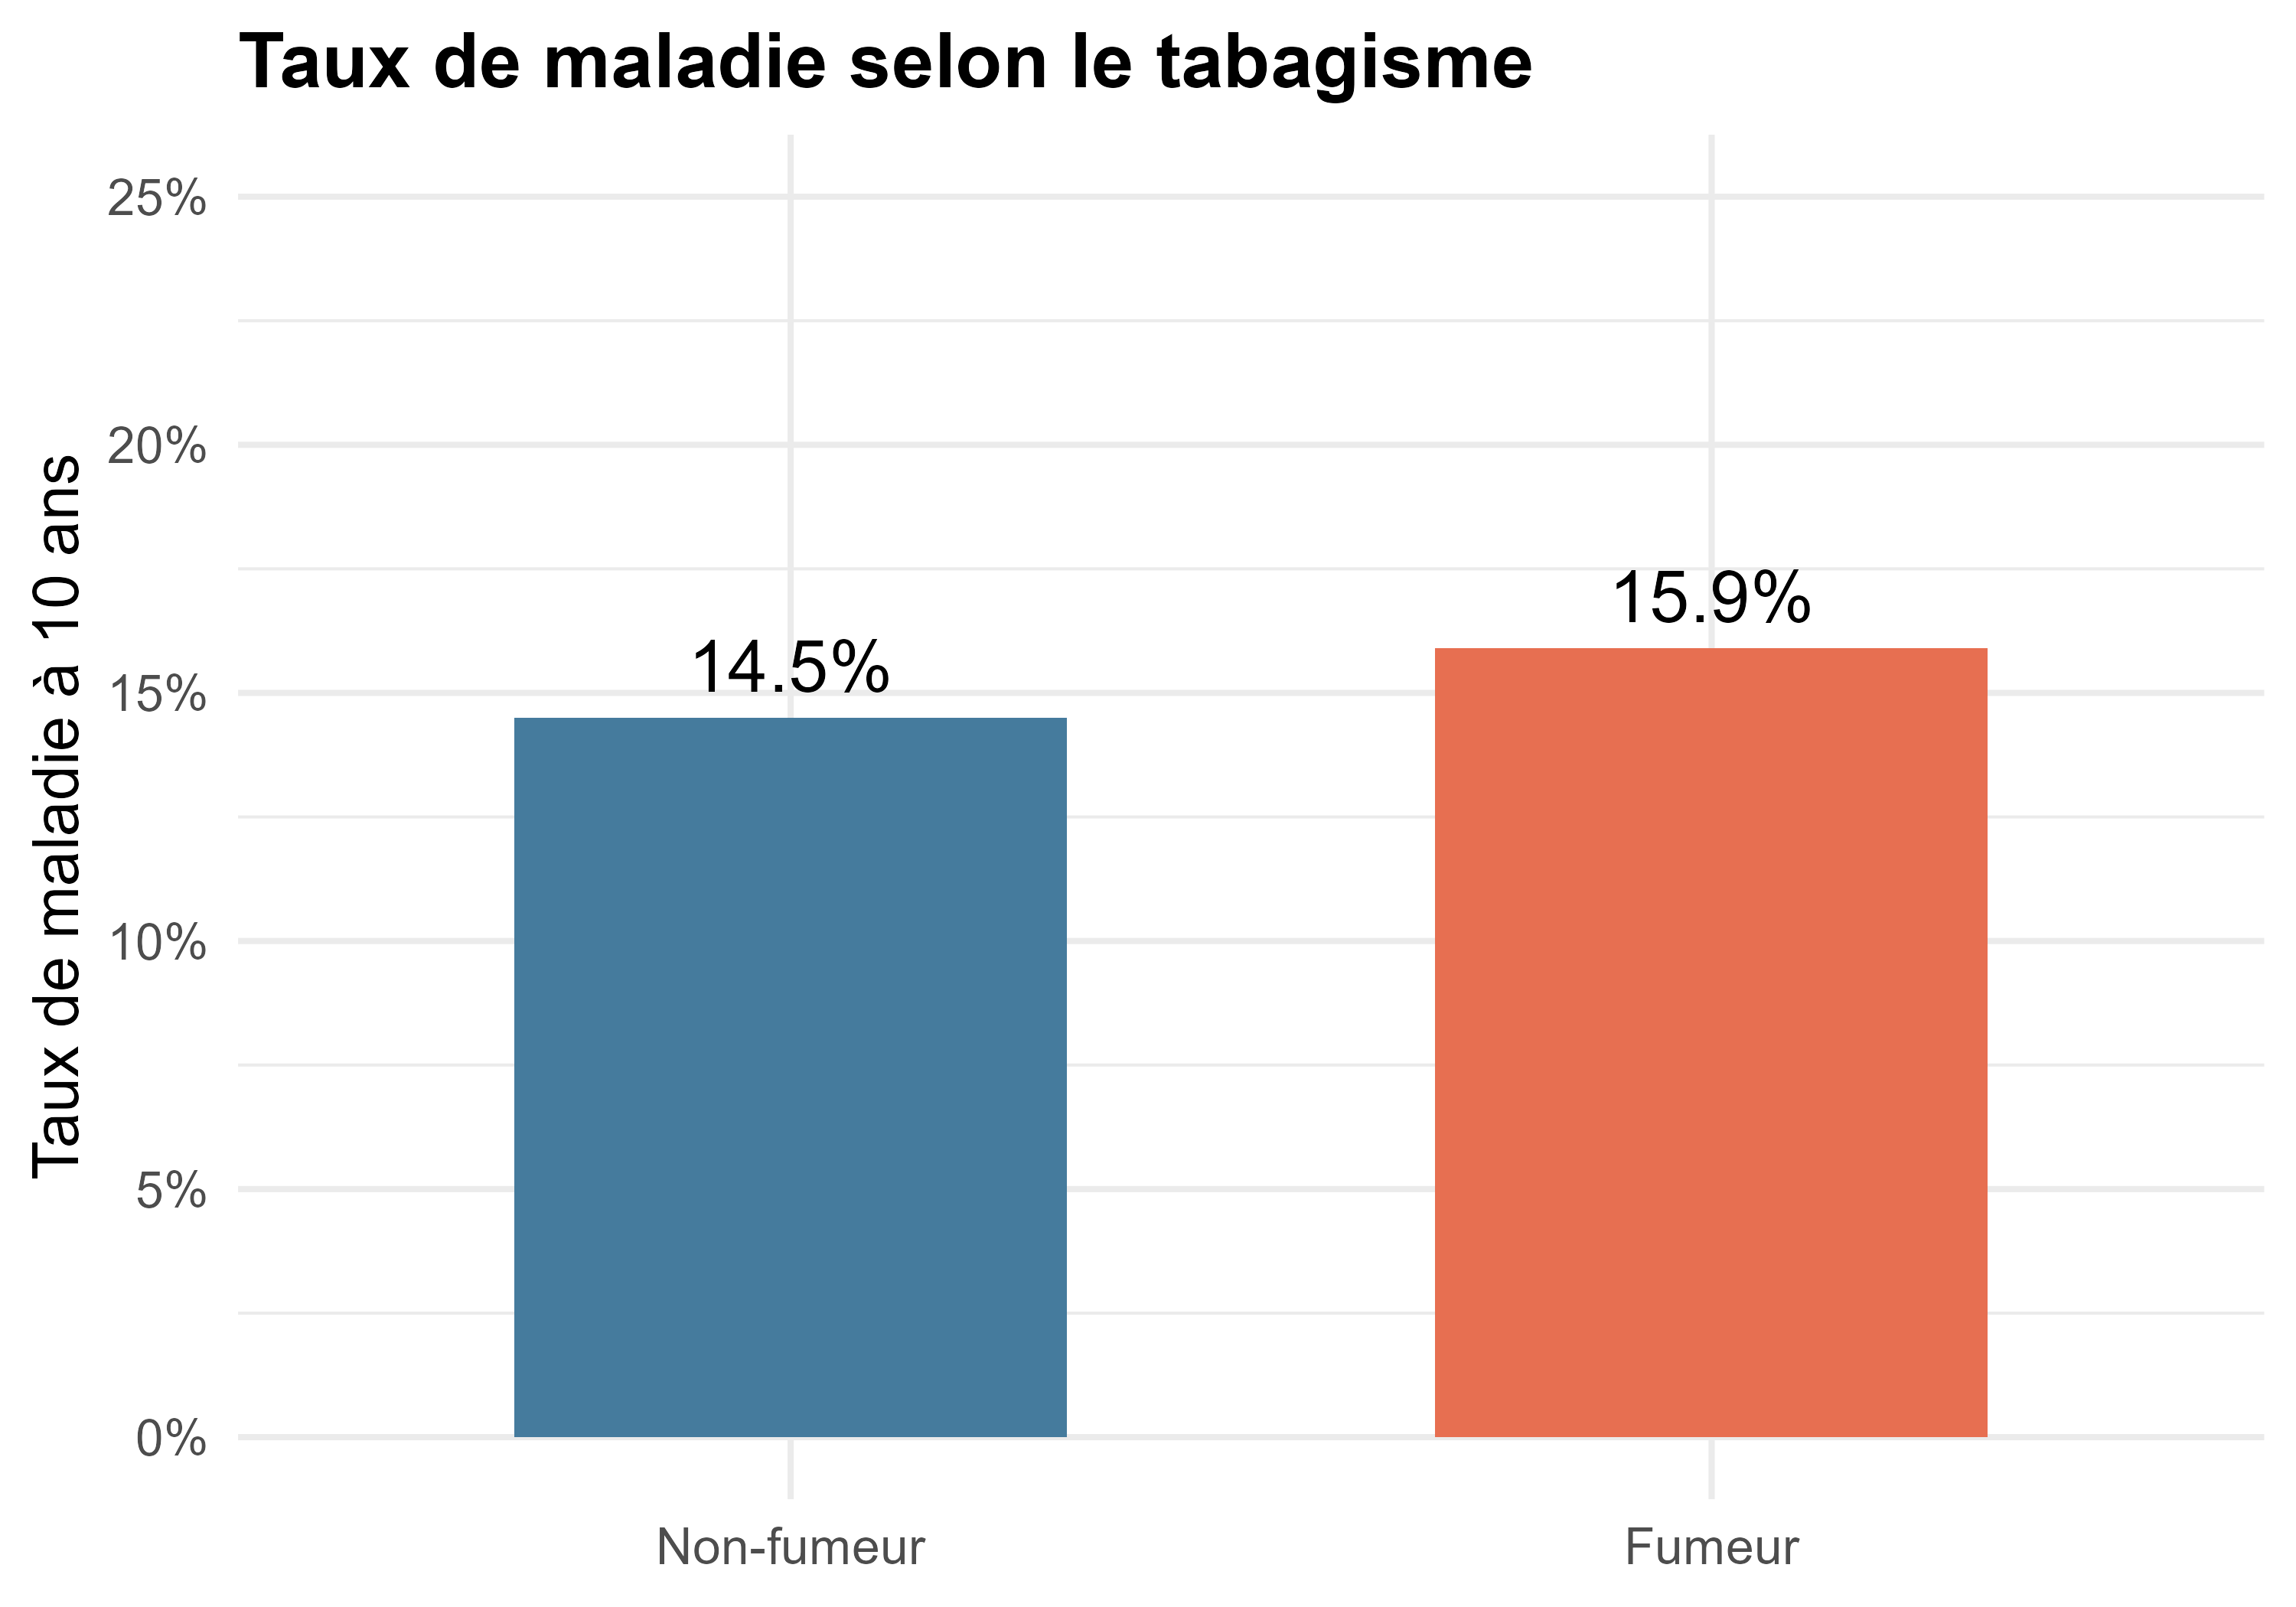 Taux de maladie selon le tabagisme
Taux de maladie à 10 ans
25%
20%
15%
10%
5%
0%
14.5%
15.9%
Non-fumeur
Fumeur